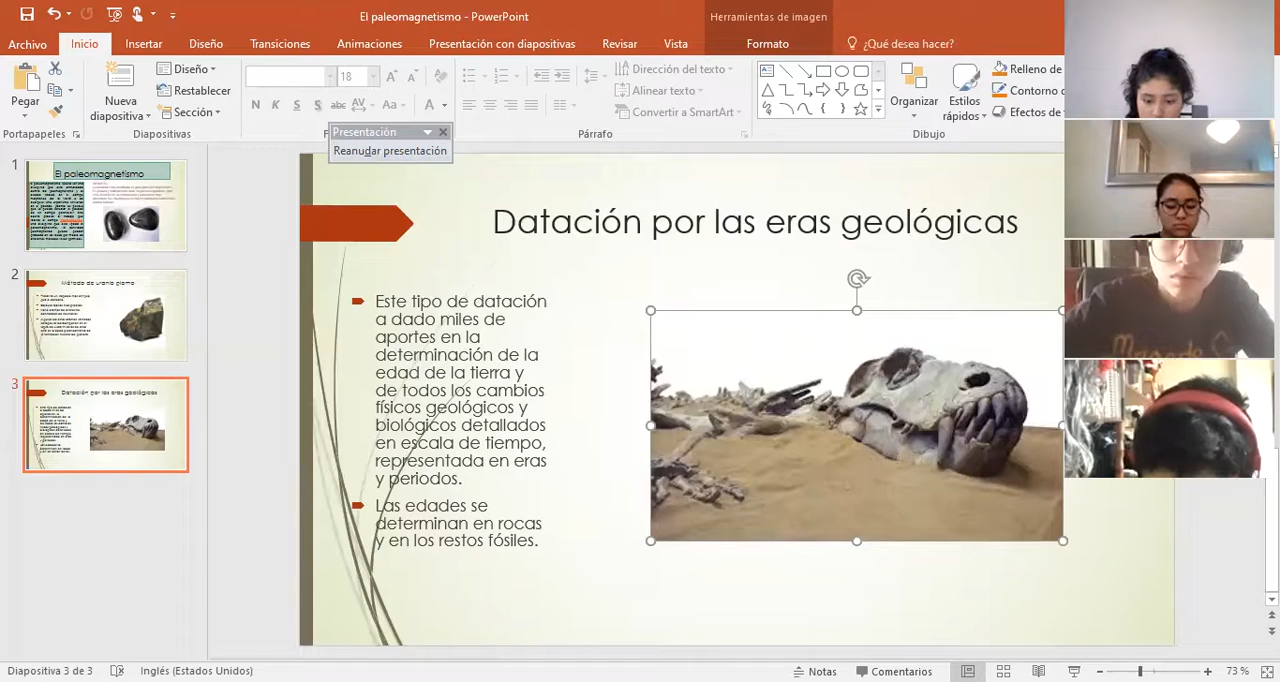 El paleomagnetismo - PowerPoint
Herramientas de imagen
Archivo
Inicio
Insertar
Diseño
Transiciones
Animaciones
Presentación con diapositivas
Revisar
Vista
Formato
¿Qué desea hacer?
Pegar
Nueva diapositiva
Diseño
Restablecer
Sección
18
N K S S abc AV Aa A
Dirección del texto
Alinear texto
Convertir a SmartArt
Organizar
Estilos rápidos
Relleno de
Contorno
Efectos de
Portapapeles
Diapositivas
Párrafo
Dibujo
Presentación
Reanudar presentación
1
El paleomagnetismo
2
Método de uranio plomo
3
Datación por las eras geológicas
Datación por las eras geológicas
Este tipo de datación
a dado miles de
aportes en la
determinación de la
edad de la tierra y
de todos los cambios
físicos geológicos y
biológicos detallados
en escala de tiempo,
representada en eras
y periodos.
Las edades se
determinan en rocas
y en los restos fósiles.
Diapositiva 3 de 3
Inglés (Estados Unidos)
Notas
Comentarios
73 %